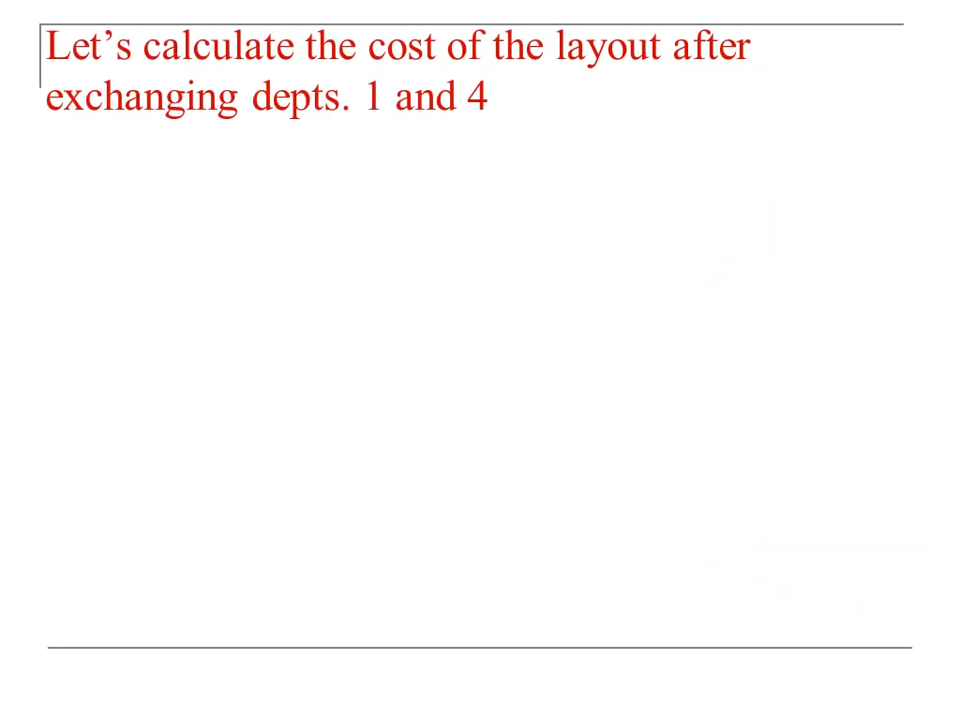 Let’s calculate the cost of the layout after
exchanging depts. 1 and 4